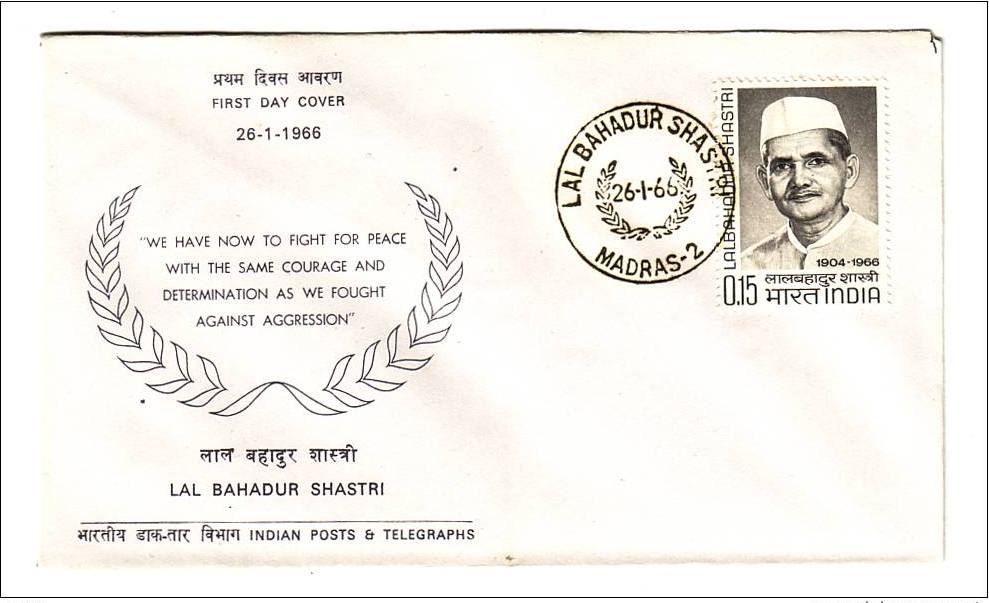 प्रथम दिवस आवरण
FIRST DAY COVER
26-1-1966
"WE HAVE NOW TO FIGHT FOR PEACE
WITH THE SAME COURAGE AND
DETERMINATION AS WE FOUGHT
AGAINST AGGRESSION"
लाल बहादुर शास्त्री
LAL BAHADUR SHASTRI
भारतीय डाक-तार विभाग INDIAN POSTS & TELEGRAPHS
LAL BAHADUR SHASTRI
26-1-66
MADRAS-2
LAL BAHADUR SHASTRI
1904-1966
0.15 लालबहादुर शास्त्री
भारत INDIA